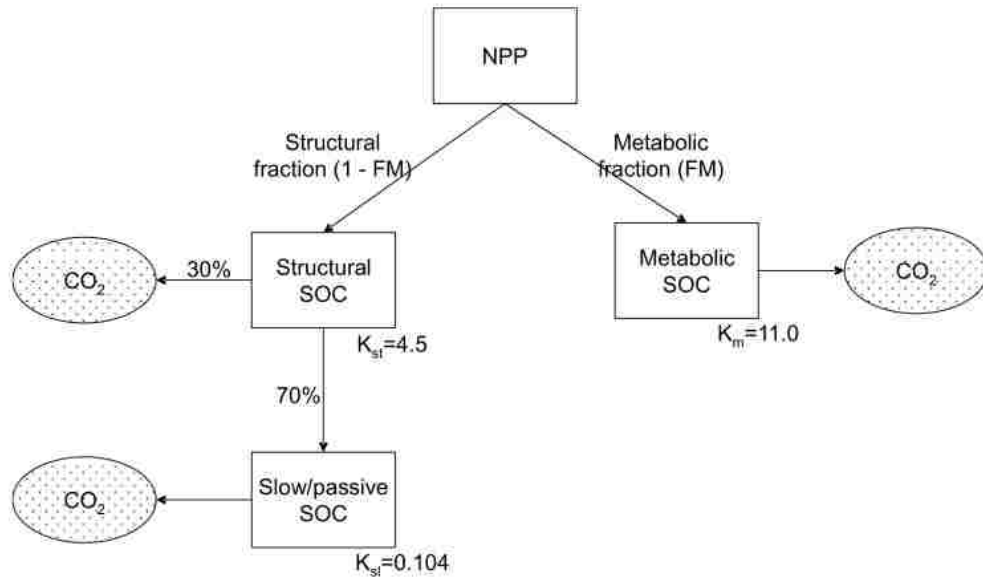 NPP
Structural
fraction (1 - FM)
Metabolic
fraction (FM)
CO₂
30%
Structural
SOC
Metabolic
SOC
CO₂
Kst=4.5
Km=11.0
70%
CO₂
Slow/passive
SOC
Ksl=0.104